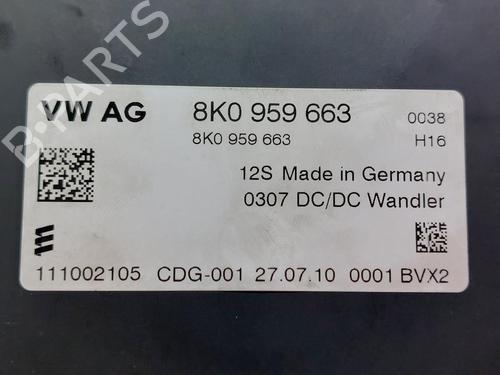 VW AG 8K0 959 663 0038
8K0 959 663 H16
12S Made in Germany
0307 DC/DC Wandler
111002105 CDG-001 27.07.10 0001 BVX2
B-PARTS